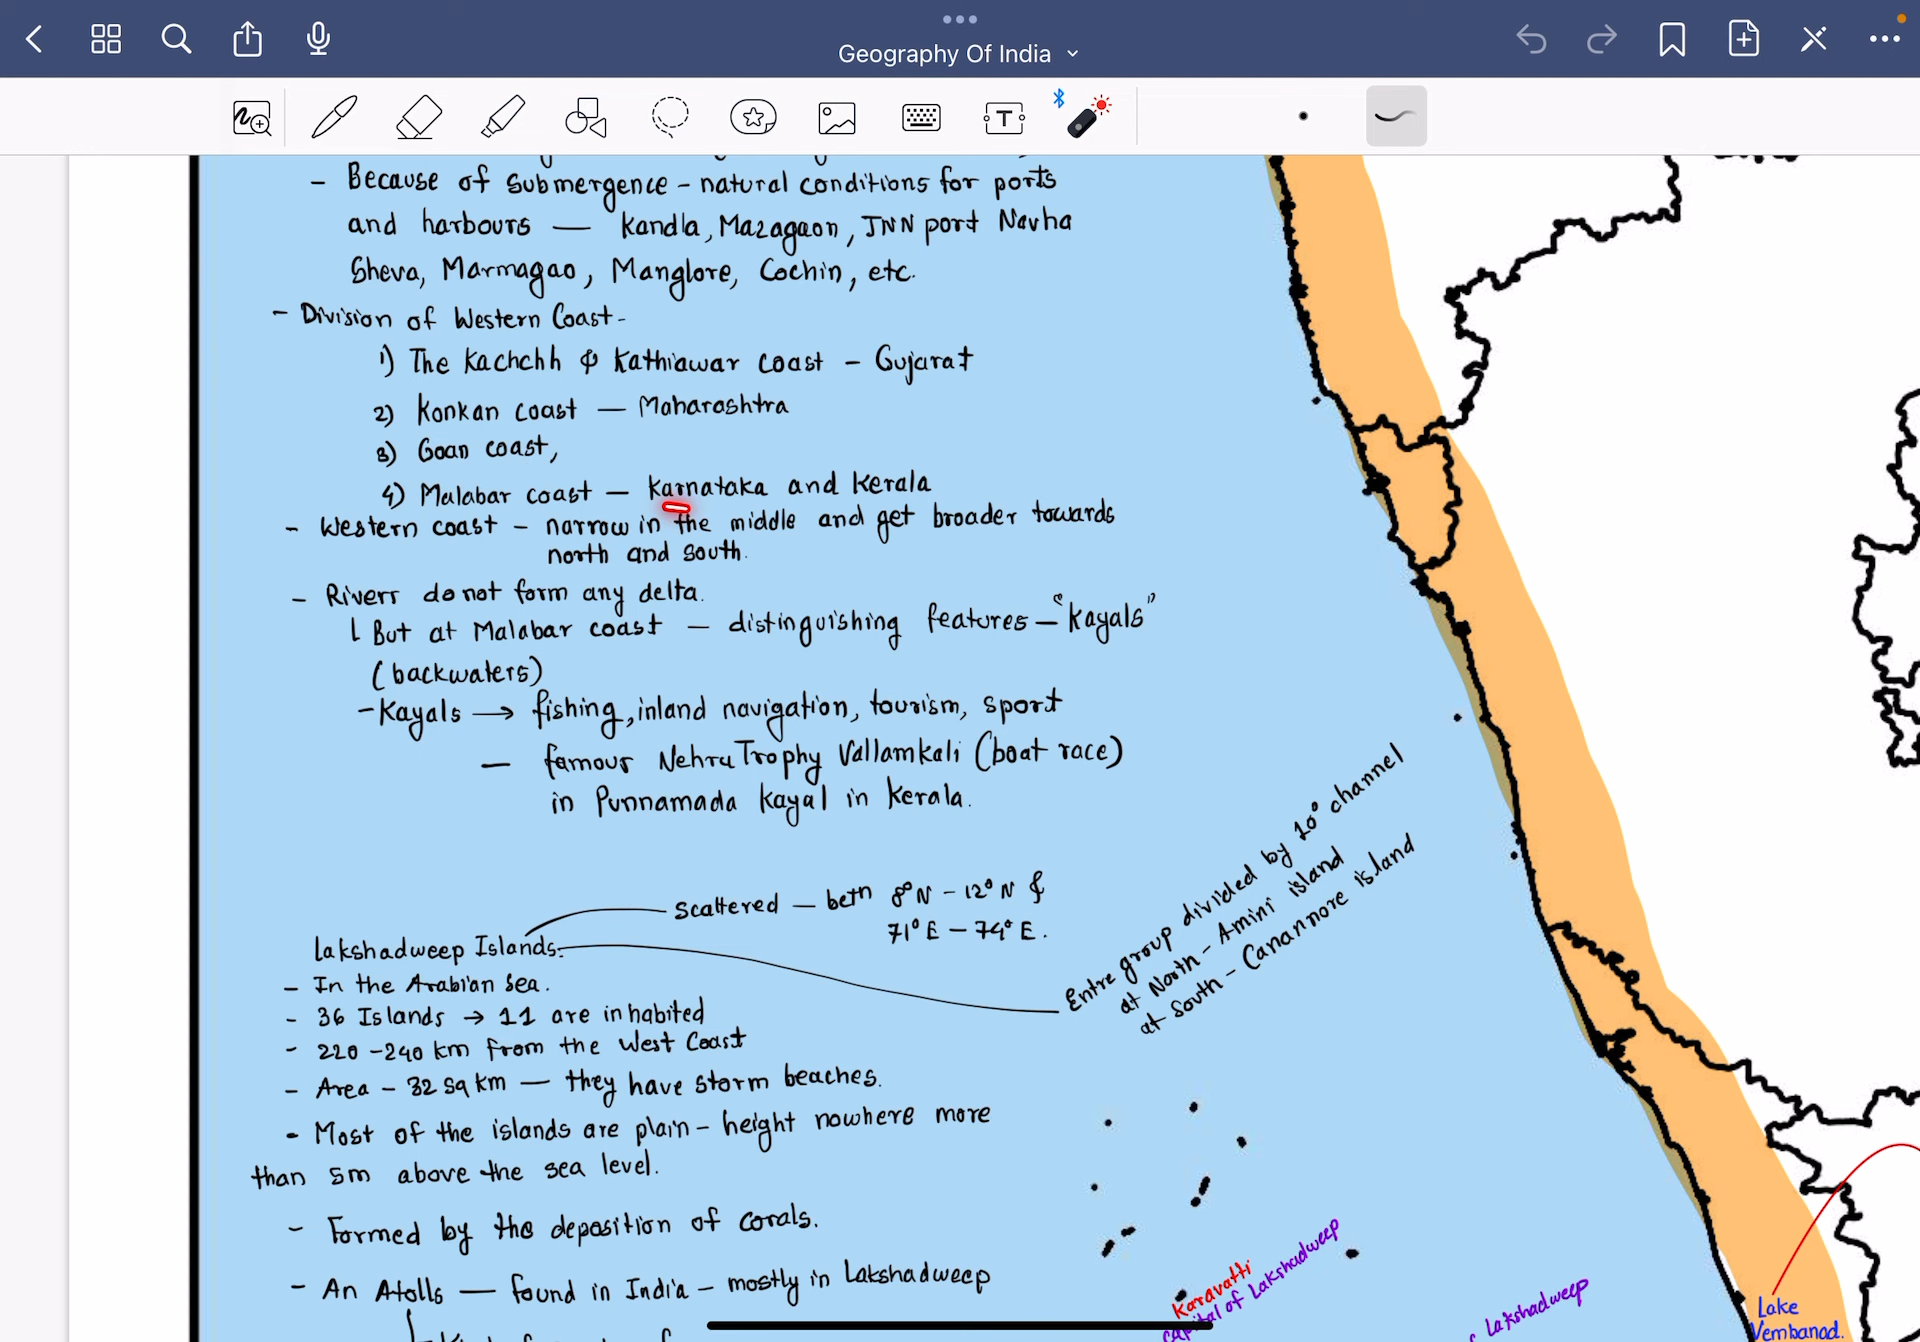 Geography Of India
- Because of submergence - natural conditions for ports
and harbours — Kandla, Mazagaon, JNN port Navha
Sheva, Marmagao, Manglore, Cochin, etc.
- Division of Western Coast-
1) The Kachchh & Kathiawar coast - Gujarat
2) Konkan coast — Maharashtra
3) Goan coast,
4) Malabar coast — Karnataka and Kerala
- Western coast - narrow in the middle and get broader towards
north and south.
- Riverr do not form any delta.
But at Malabar coast — distinguishing features - "Kayals"
(backwaters)
- Kayals → fishing, inland navigation, tourism, sport
— famour Nehru Trophy Vallamkali (boat race)
in Punnamada Kayal in Kerala.
Scattered — betn 8°N - 12°N &
71°E - 74°E.
Lakshadweep Islands:
- In the Arabian Sea.
- 36 Islands → 11 are inhabited
- 220 - 240 km from the West Coast
- Area - 32 sq km — they have storm beaches.
- Most of the islands are plain - height nowhere more
than 5m above the sea level.
- Formed by the deposition of corals.
- An Atolls — found in India - mostly in Lakshadweep
Entre group divided by 10° channel
at North - Amini island
at South - Canannore island
Karavatti
capital of Lakshadweep
Lakshadweep
Lake
Vembanad.